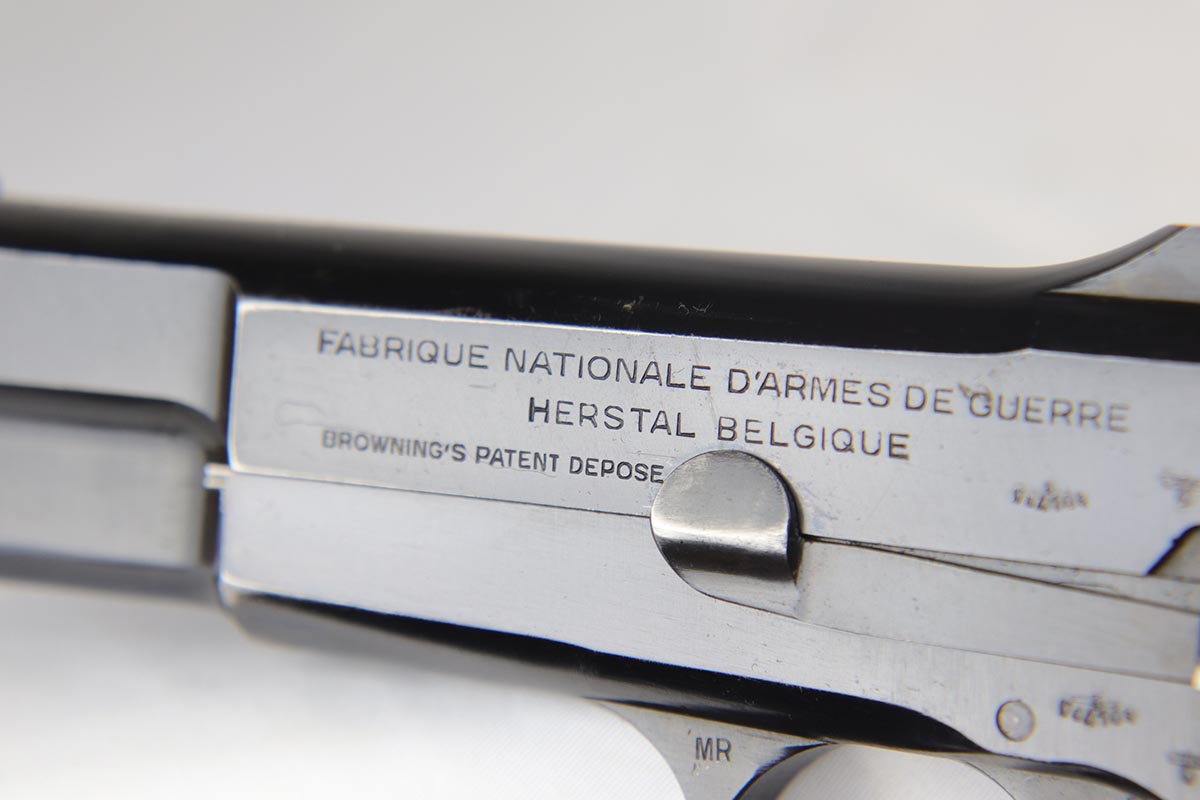 FABRIQUE NATIONALE D'ARMES DE GUERRE
HERSTAL BELGIQUE
BROWNING'S PATENT DEPOSE
MR